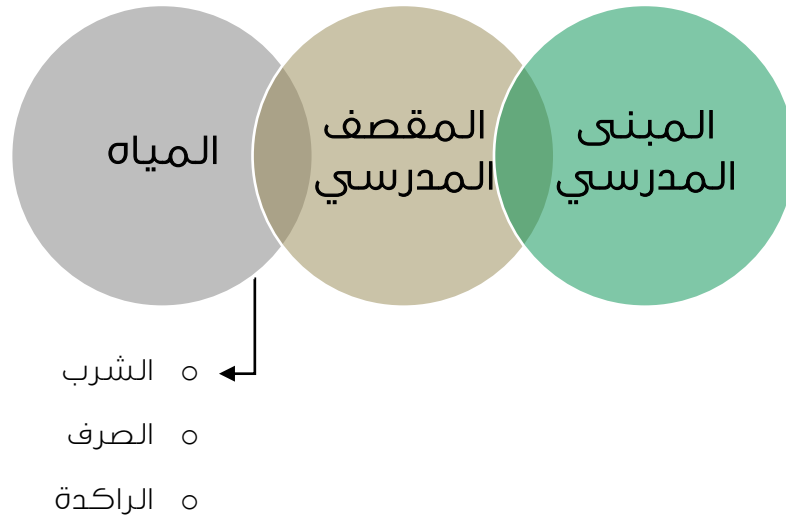 المبنى
المدرسي
المقصف
المدرسي
المياه
الشرب
الصرف
الراكدة